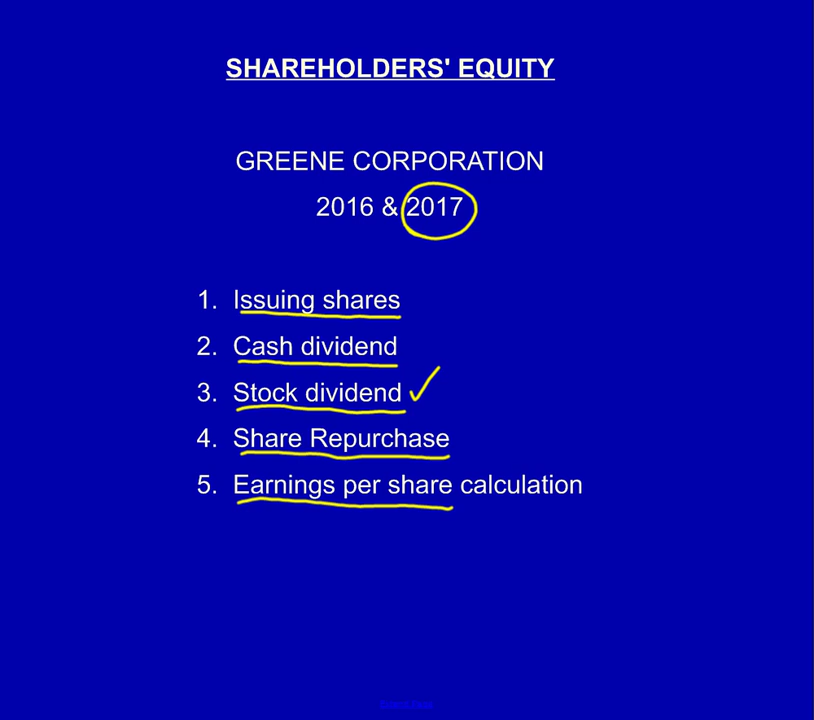 SHAREHOLDERS' EQUITY
GREENE CORPORATION
2016 & 2017
1. Issuing shares
2. Cash dividend
3. Stock dividend
4. Share Repurchase
5. Earnings per share calculation